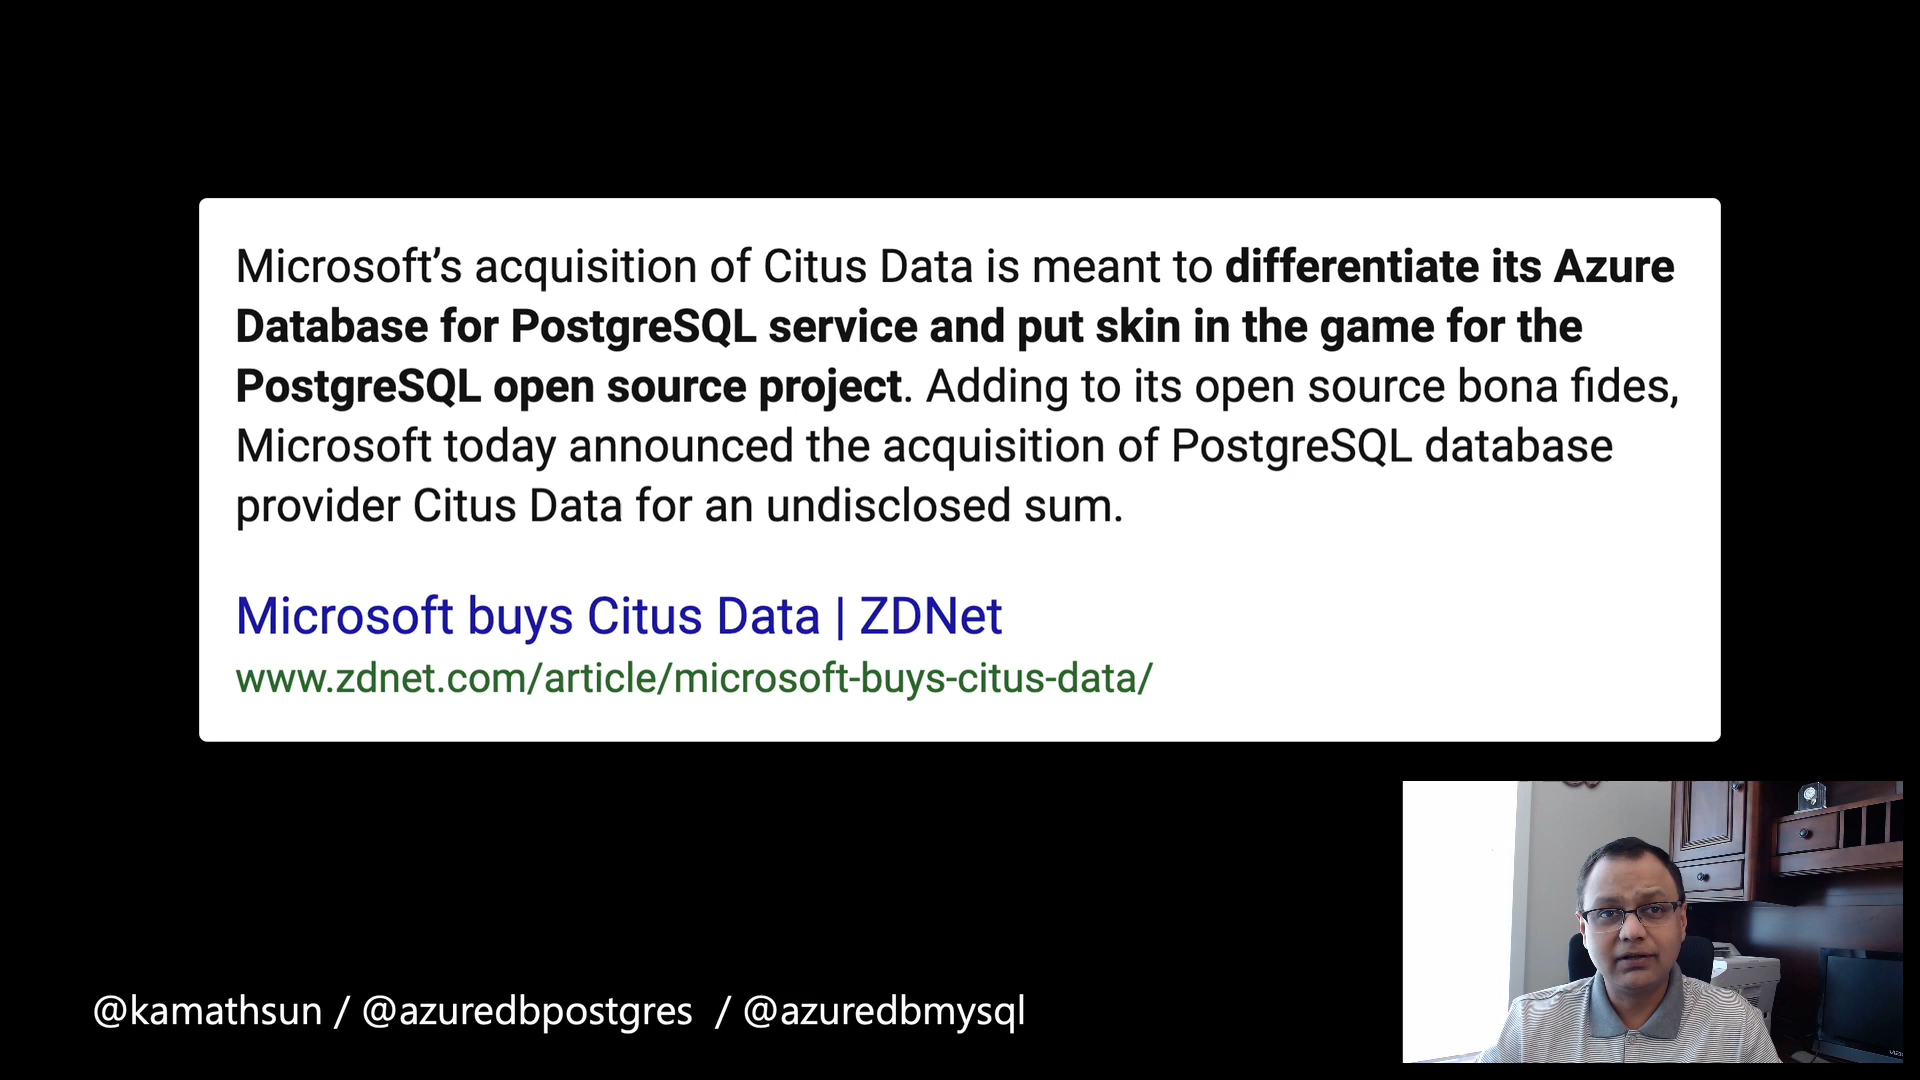 Microsoft’s acquisition of Citus Data is meant to differentiate its Azure
Database for PostgreSQL service and put skin in the game for the
PostgreSQL open source project. Adding to its open source bona fides,
Microsoft today announced the acquisition of PostgreSQL database
provider Citus Data for an undisclosed sum.
Microsoft buys Citus Data | ZDNet
www.zdnet.com/article/microsoft-buys-citus-data/
@kamathsun / @azuredbpostgres / @azuredbmysql